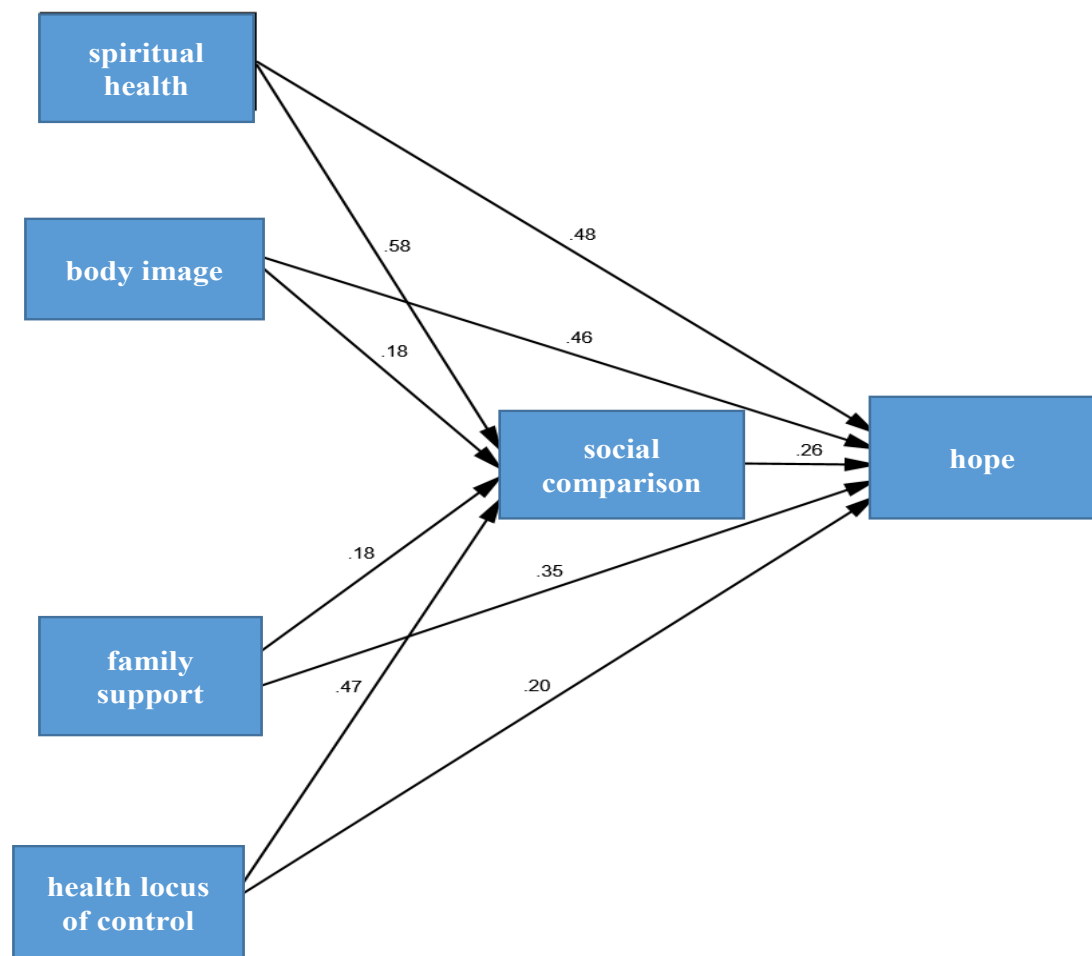 spiritual
health
.48
.58
body image
.46
.18
social
comparison
.26
hope
.18
.35
family
support
.47
.20
health locus
of control